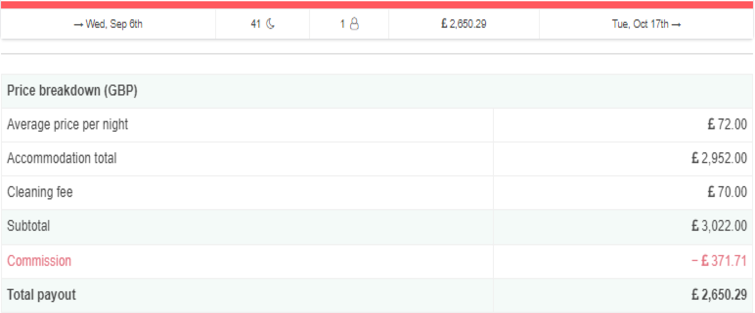 → Wed, Sep 6th 41 1 £ 2,650.29 Tue, Oct 17th →
Price breakdown (GBP)
Average price per night £ 72.00
Accommodation total £ 2,952.00
Cleaning fee £ 70.00
Subtotal £ 3,022.00
Commission − £ 371.71
Total payout £ 2,650.29